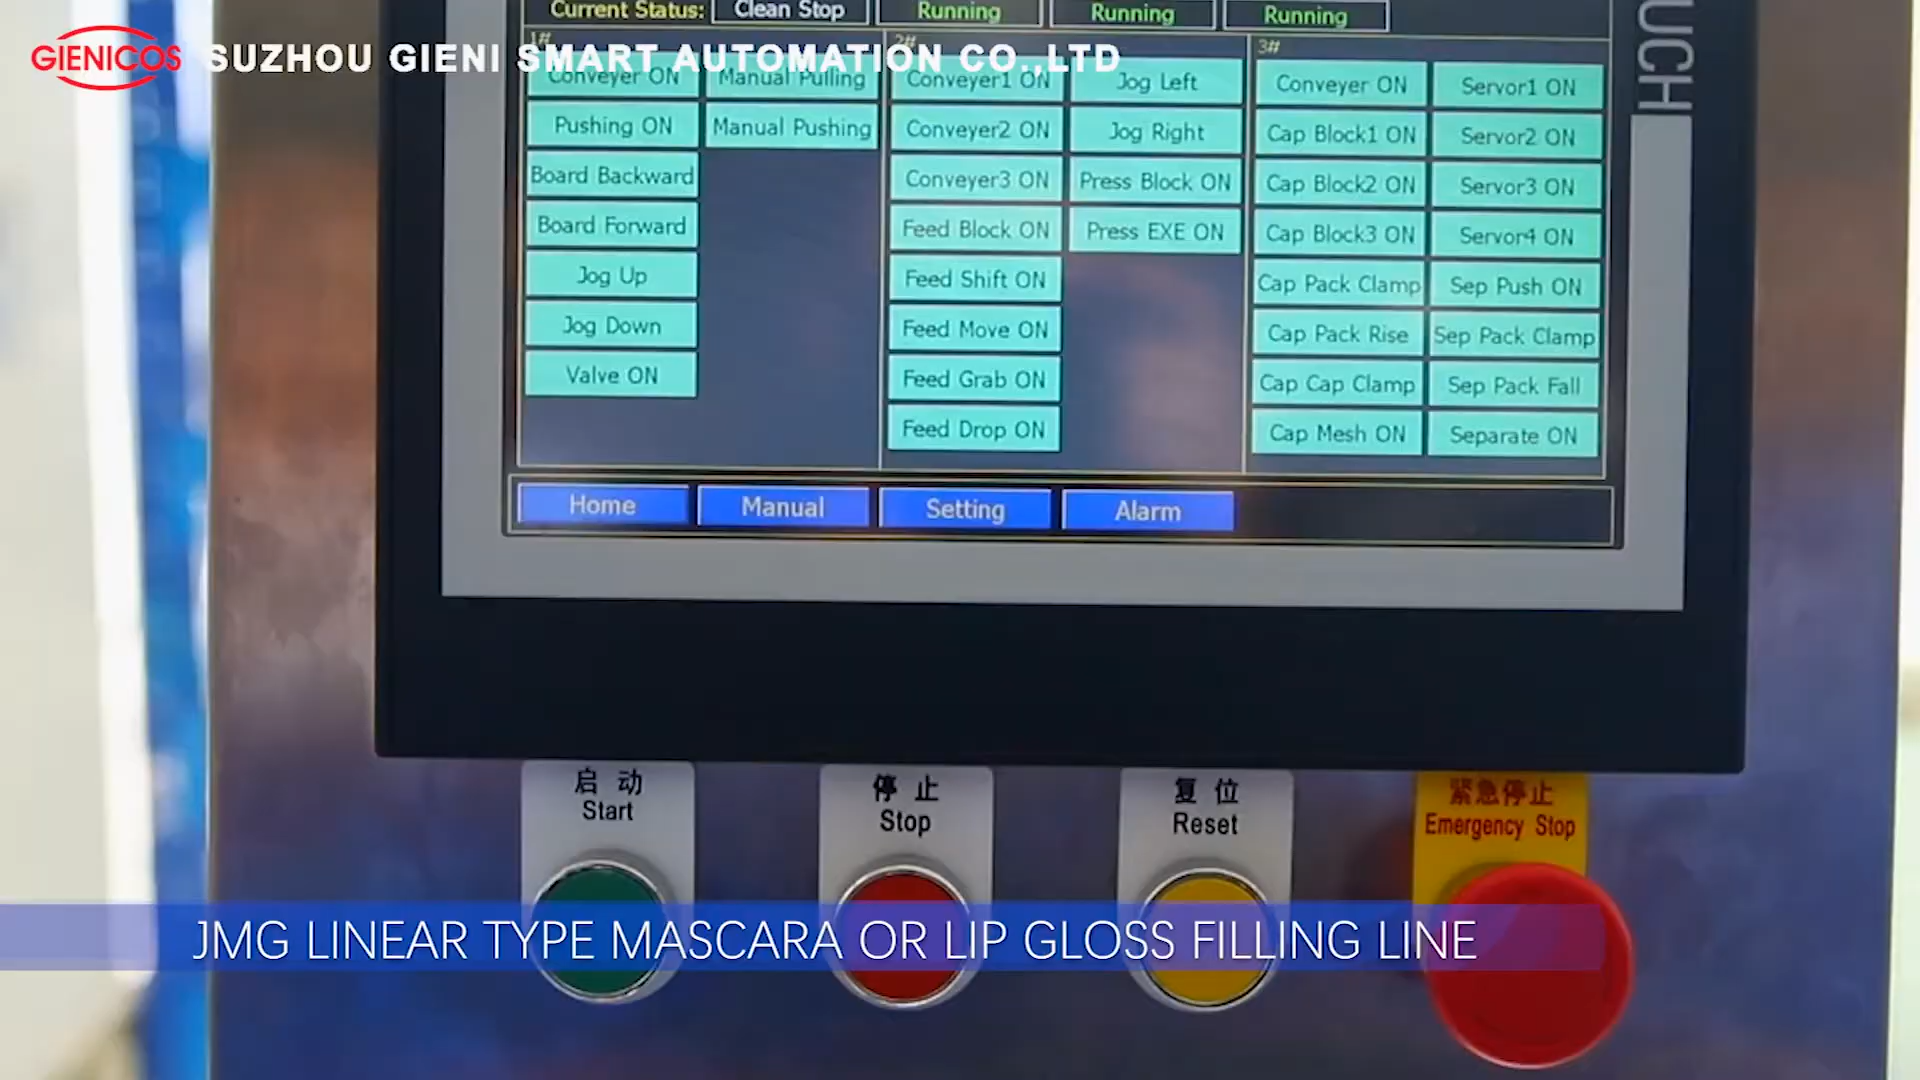 Current Status: Clean Stop Running Running Running
GIENICOS SUZHOU GIENI SMART AUTOMATION CO.,LTD
UCH
1# 2# 3#
Conveyer ON Manual Pulling Conveyer1 ON Jog Left Conveyer ON Servor1 ON
Pushing ON Manual Pushing Conveyer2 ON Jog Right Cap Block1 ON Servor2 ON
Board Backward Conveyer3 ON Press Block ON Cap Block2 ON Servor3 ON
Board Forward Feed Block ON Press EXE ON Cap Block3 ON Servor4 ON
Jog Up Feed Shift ON Cap Pack Clamp Sep Push ON
Jog Down Feed Move ON Cap Pack Rise Sep Pack Clamp
Valve ON Feed Grab ON Cap Cap Clamp Sep Pack Fall
Feed Drop ON Cap Mesh ON Separate ON
Home Manual Setting Alarm
启动 停止 复位 紧急停止
Start Stop Reset Emergency Stop
JMG LINEAR TYPE MASCARA OR LIP GLOSS FILLING LINE